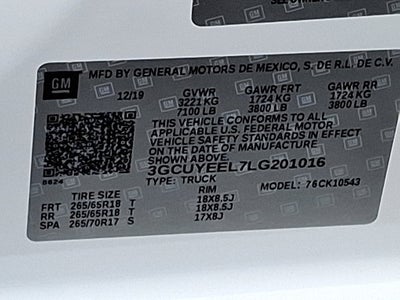 GM
MFD BY GENERAL MOTORS DE MEXICO, S. DE R.L. DE C.V.
12/19 GVWR GAWR FRT GAWR RR
3221 KG 1724 KG 1724 KG
7100 LB 3800 LB 3800 LB
THIS VEHICLE CONFORMS TO ALL
APPLICABLE U.S. FEDERAL MOTOR
VEHICLE SAFETY STANDARDS IN EFFECT
ON THE DATE OF MANUFACTURE
SHOWN ABOVE.
3GCUYEEL7LG201016
8624 TYPE: TRUCK MODEL: 76CK10543
TIRE SIZE RIM
FRT 265/65R18 T 18X8.5J
RR 265/65R18 T 18X8.5J
SPA 265/70R17 S 17X8J